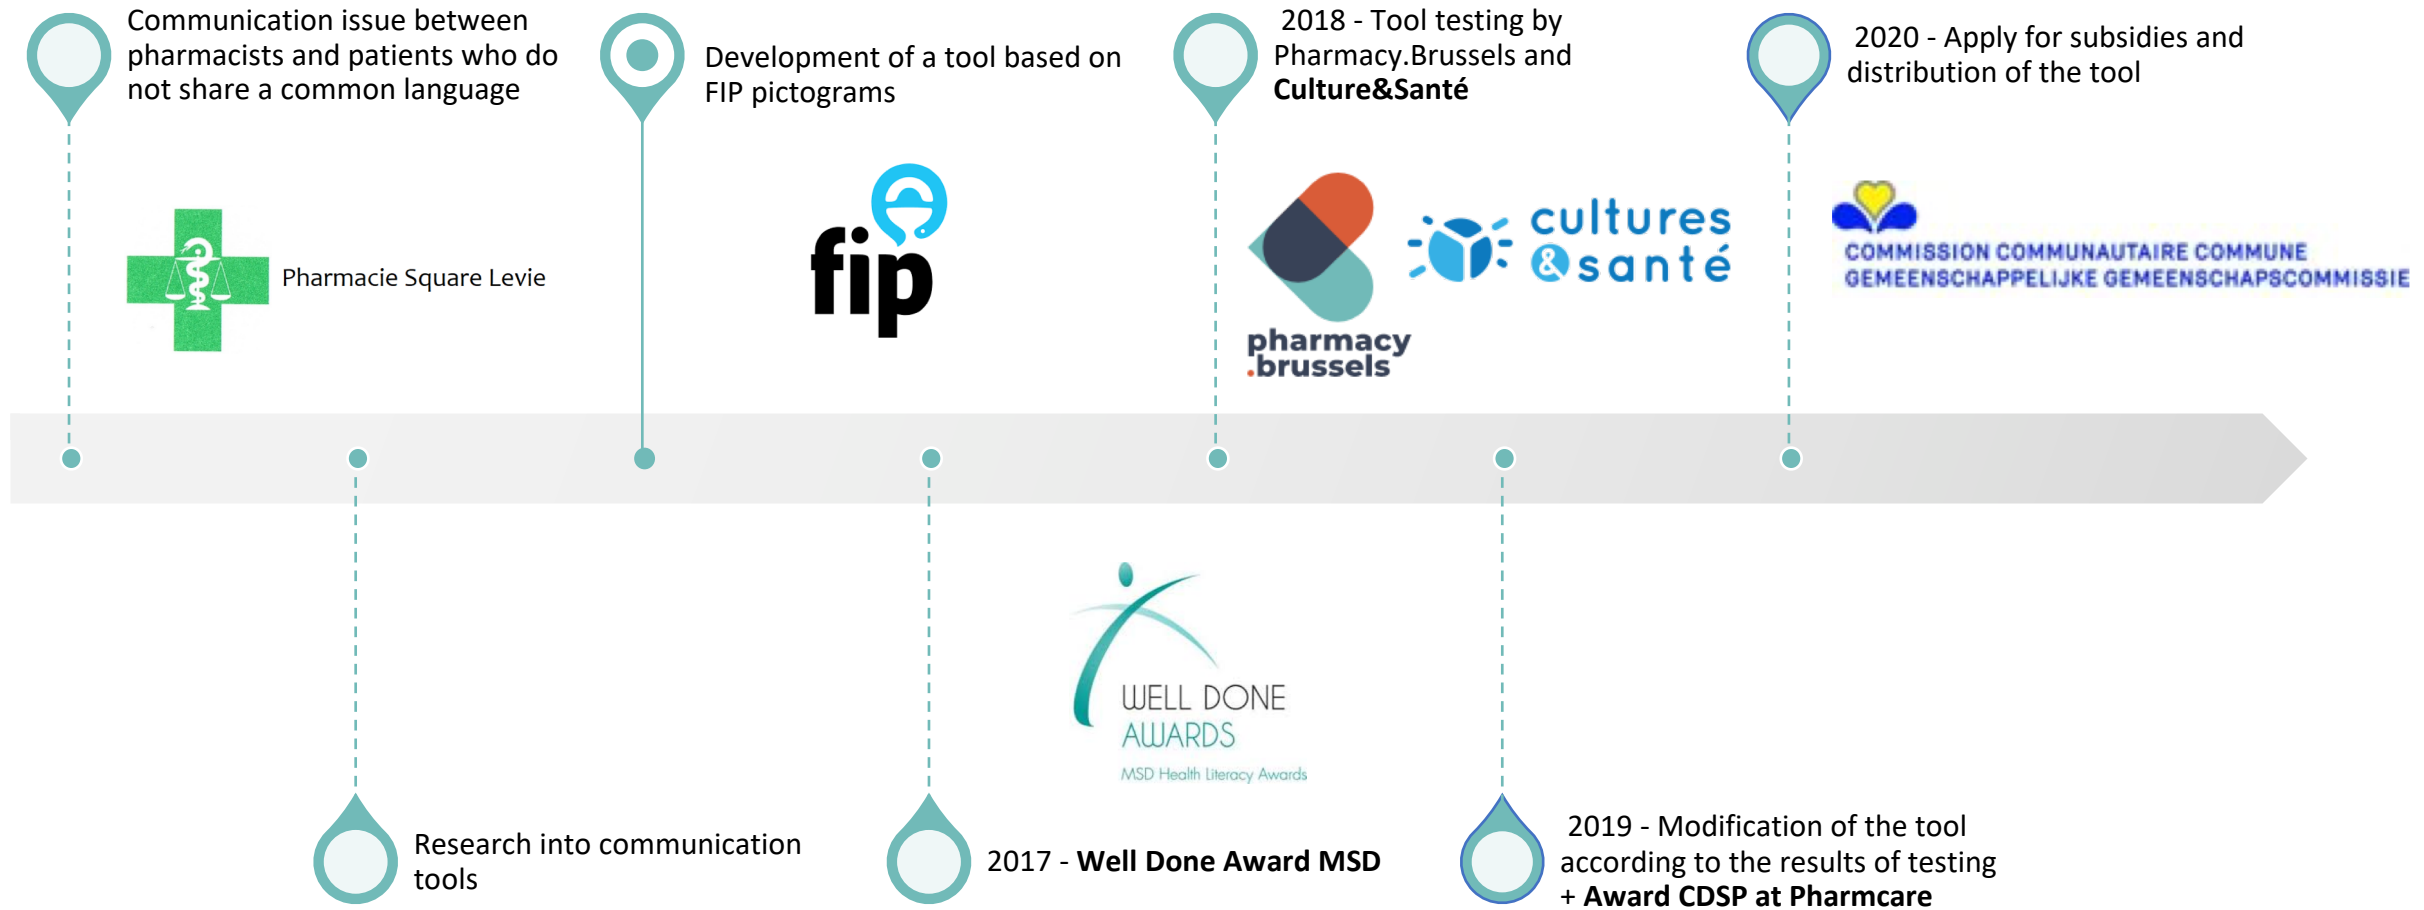 Communication issue between
pharmacists and patients who do
not share a common language
Pharmacie Square Levie
Research into communication
tools
Development of a tool based on
FIP pictograms
fip
WELL DONE
AWARDS
MSD Health Literacy Awards
2017 - Well Done Award MSD
2018 - Tool testing by
Pharmacy.Brussels and
Culture&Santé
pharmacy
.brussels
cultures
&santé
2019 - Modification of the tool
according to the results of testing
+ Award CDSP at Pharmcare
2020 - Apply for subsidies and
distribution of the tool
COMMISSION COMMUNAUTAIRE COMMUNE
GEMEENSCHAPPELIJKE GEMEENSCHAPSCOMMISSIE